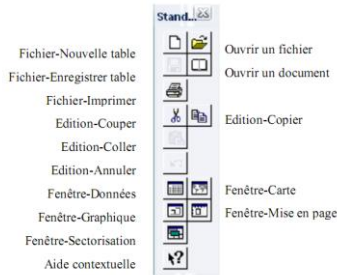 Stand...
Fichier-Nouvelle table
Ouvrir un fichier
Fichier-Enregistrer table
Ouvrir un document
Fichier-Imprimer
Edition-Couper
Edition-Copier
Edition-Coller
Edition-Annuler
Fenêtre-Données
Fenêtre-Carte
Fenêtre-Graphique
Fenêtre-Mise en page
Fenêtre-Sectorisation
Aide contextuelle